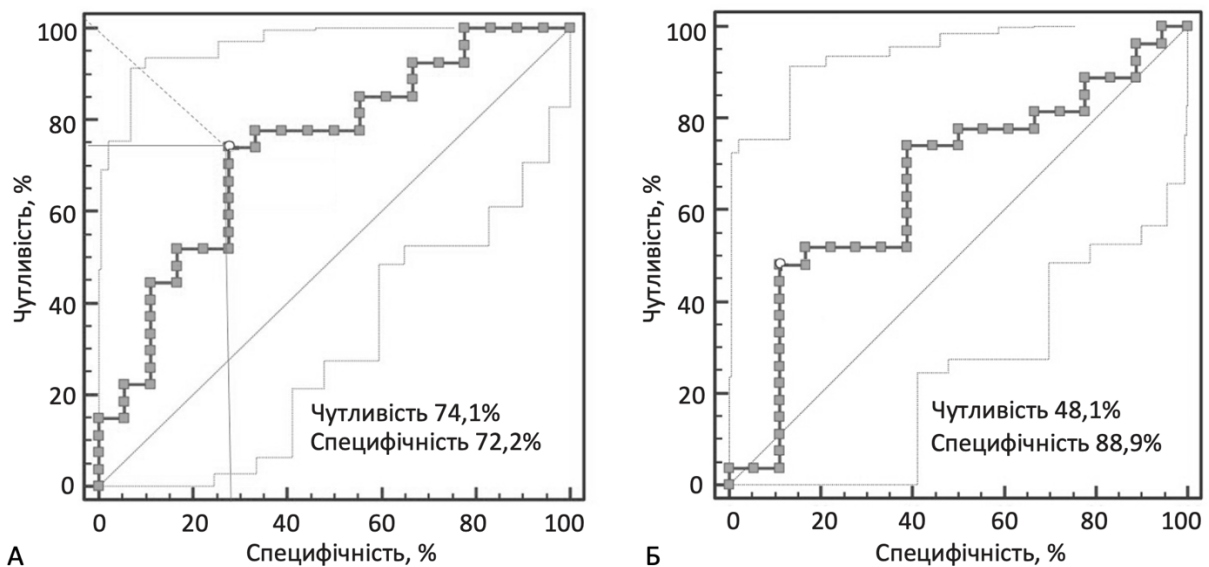 Чутливість, %
100
80
60
40
20
0
0 20 40 60 80 100
Специфічність, %
Чутливість 74,1%
Специфічність 72,2%
А
Чутливість, %
100
80
60
40
20
0
0 20 40 60 80 100
Специфічність, %
Чутливість 48,1%
Специфічність 88,9%
Б